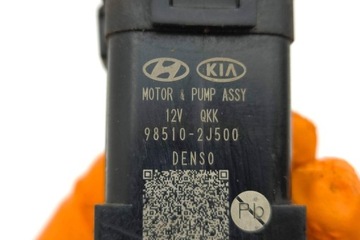 KIA
MOTOR & PUMP ASSY
12V QKK
98510-2J500
DENSO
Pb